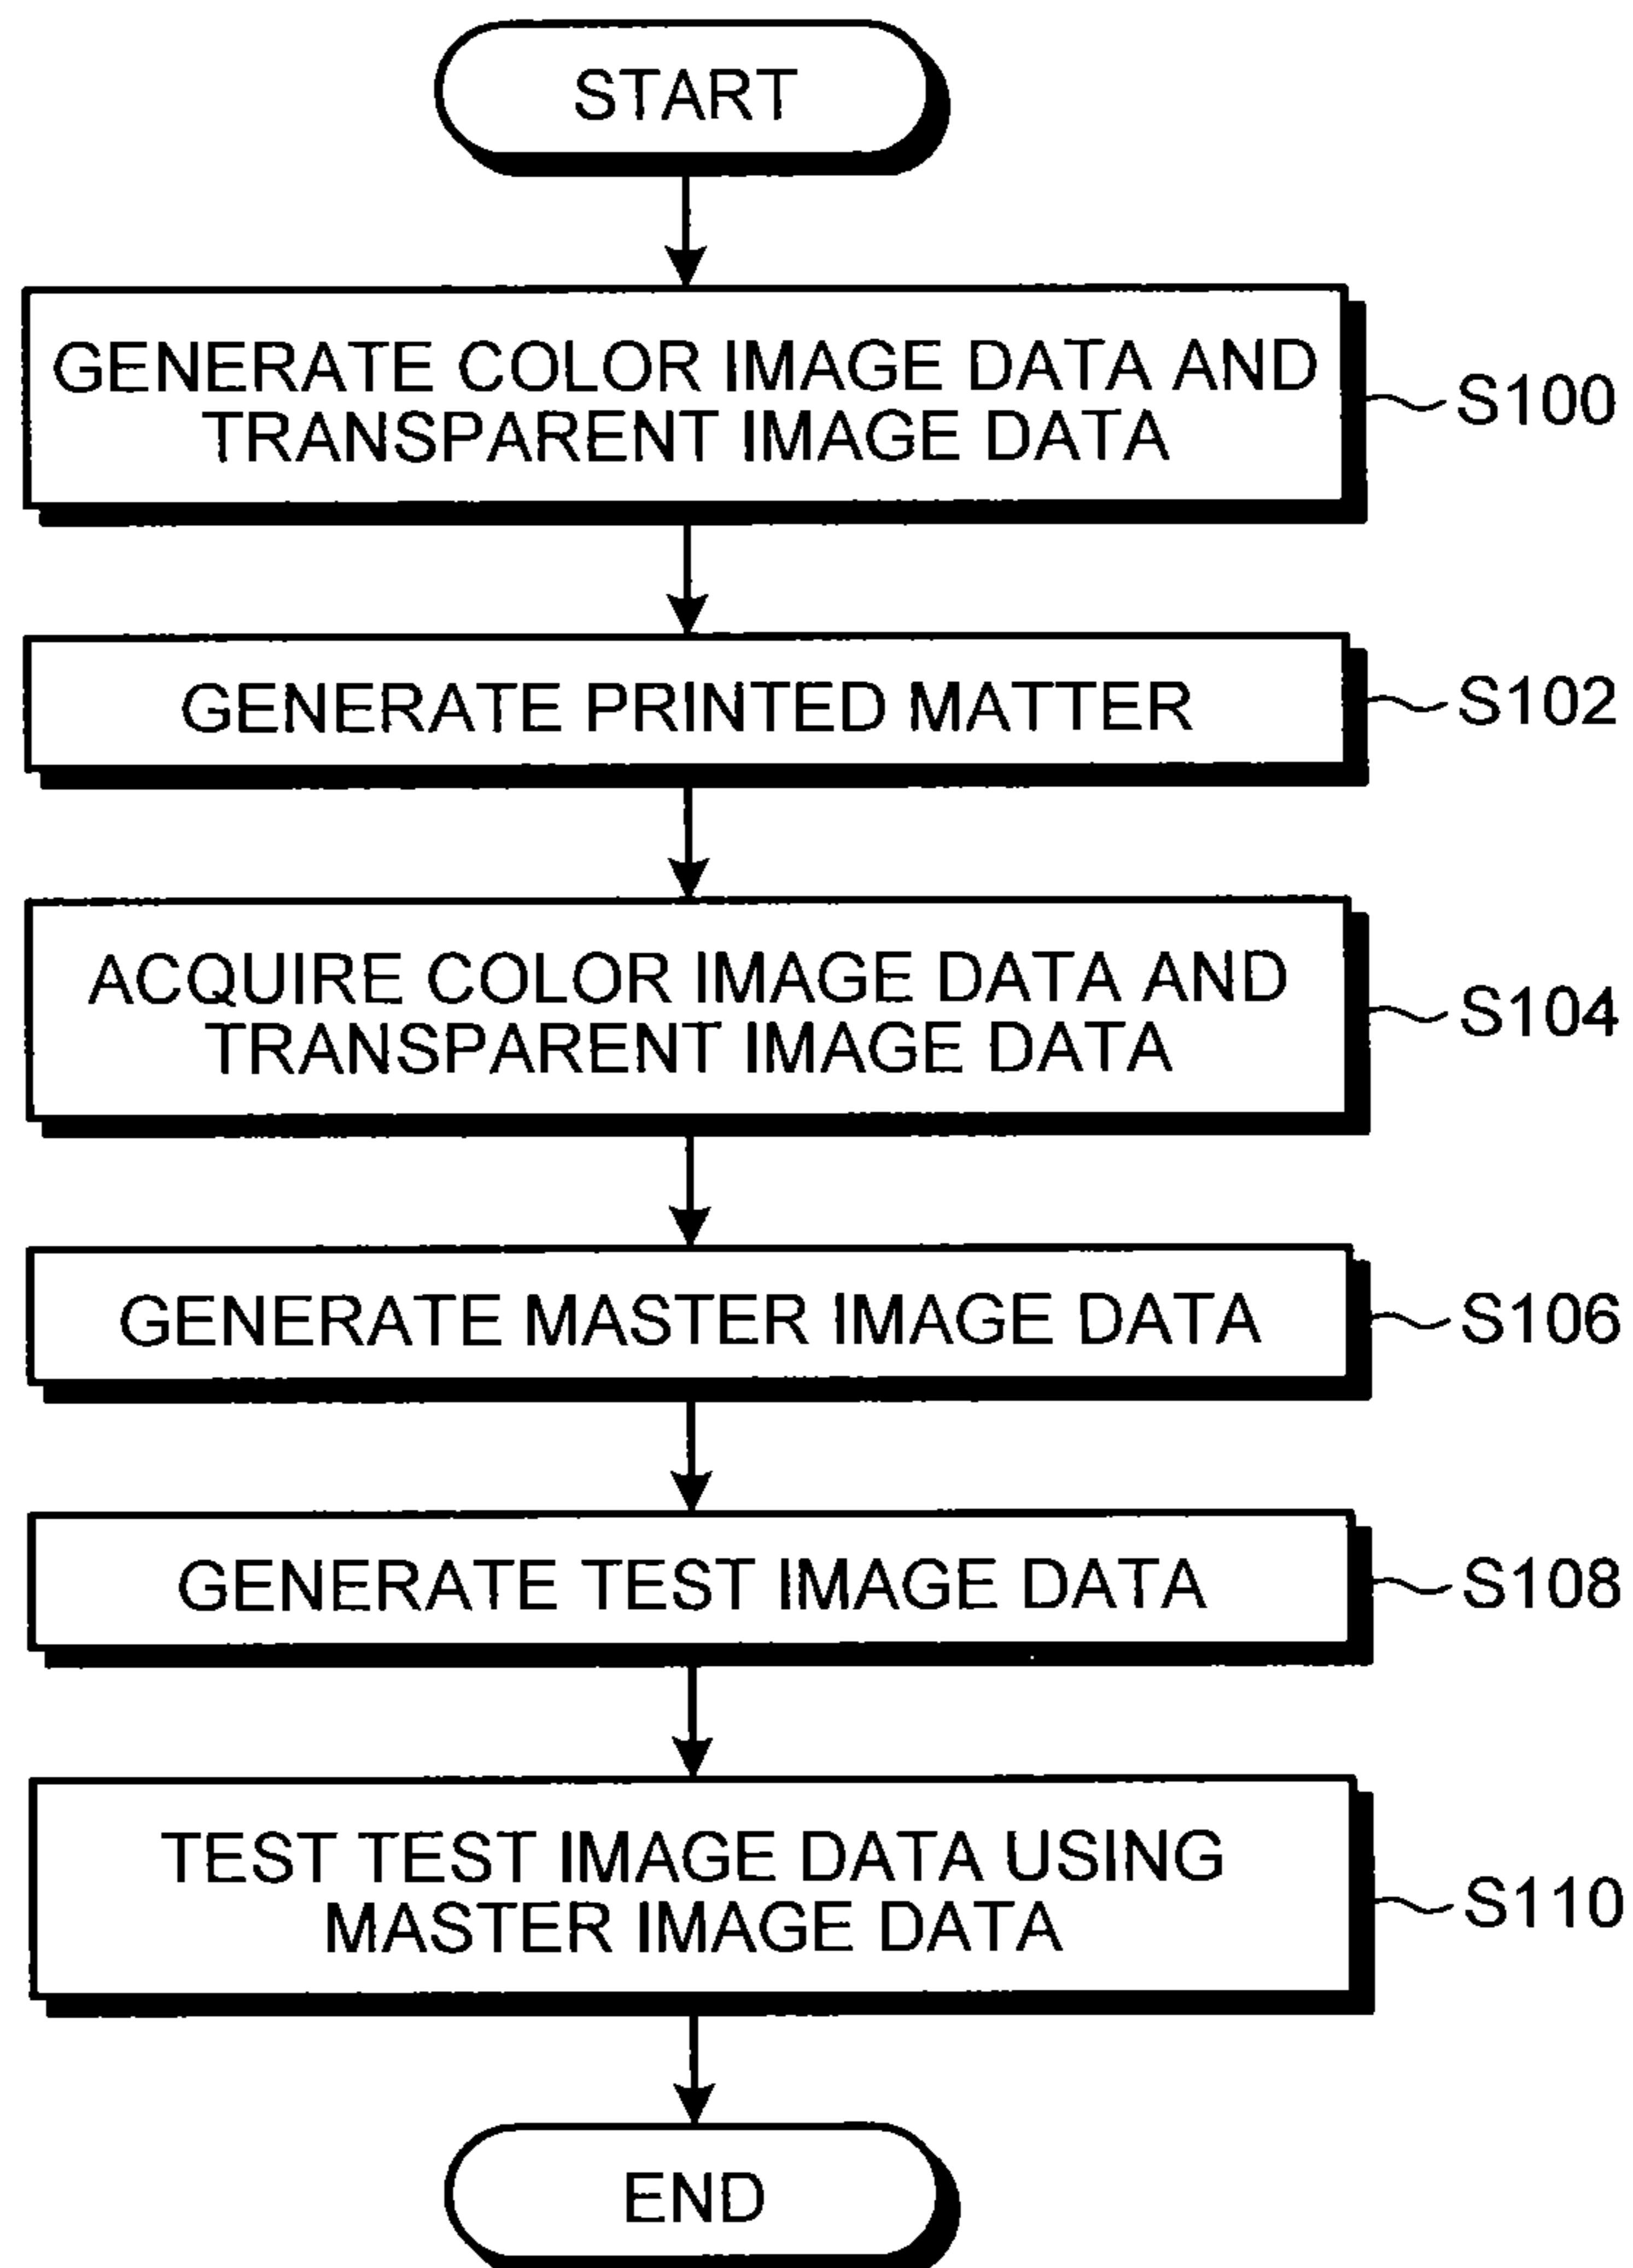 START
GENERATE COLOR IMAGE DATA AND
TRANSPARENT IMAGE DATA
S100
GENERATE PRINTED MATTER
S102
ACQUIRE COLOR IMAGE DATA AND
TRANSPARENT IMAGE DATA
S104
GENERATE MASTER IMAGE DATA
S106
GENERATE TEST IMAGE DATA
S108
TEST TEST IMAGE DATA USING
MASTER IMAGE DATA
S110
END